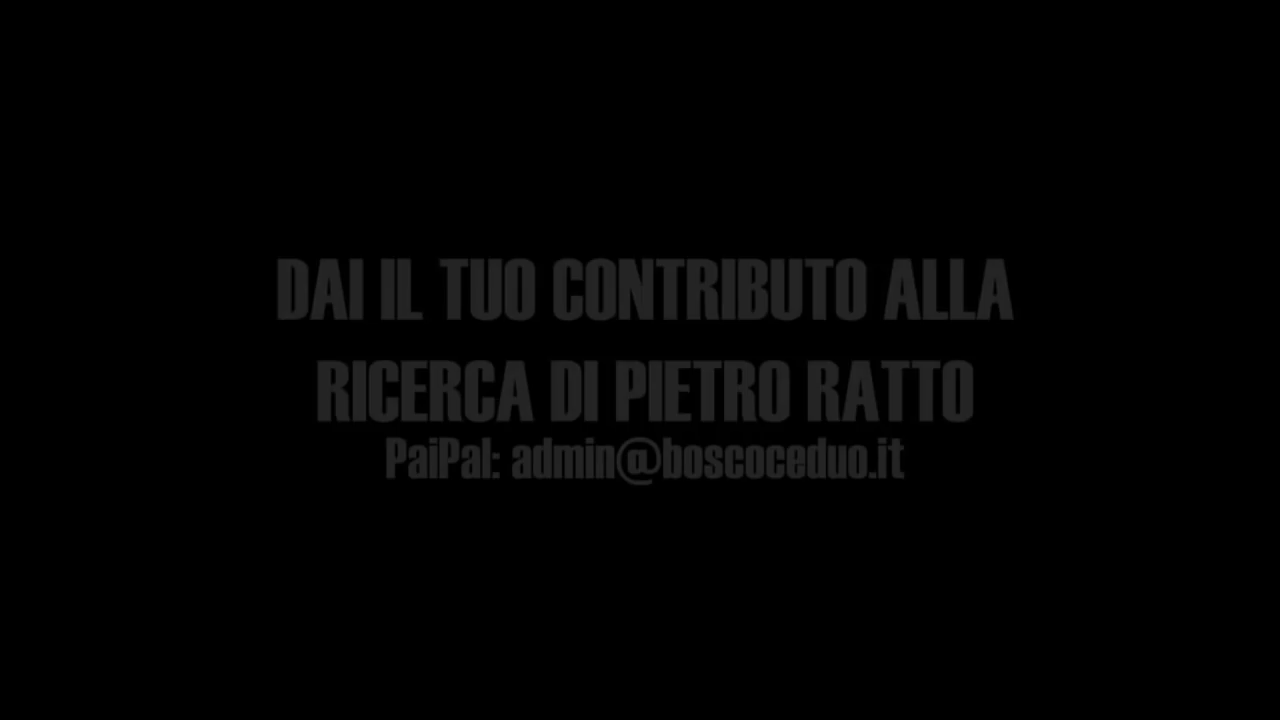 DAI IL TUO CONTRIBUTO ALLA
RICERCA DI PIETRO RATTO
PaiPal: admin@boscoceduo.it